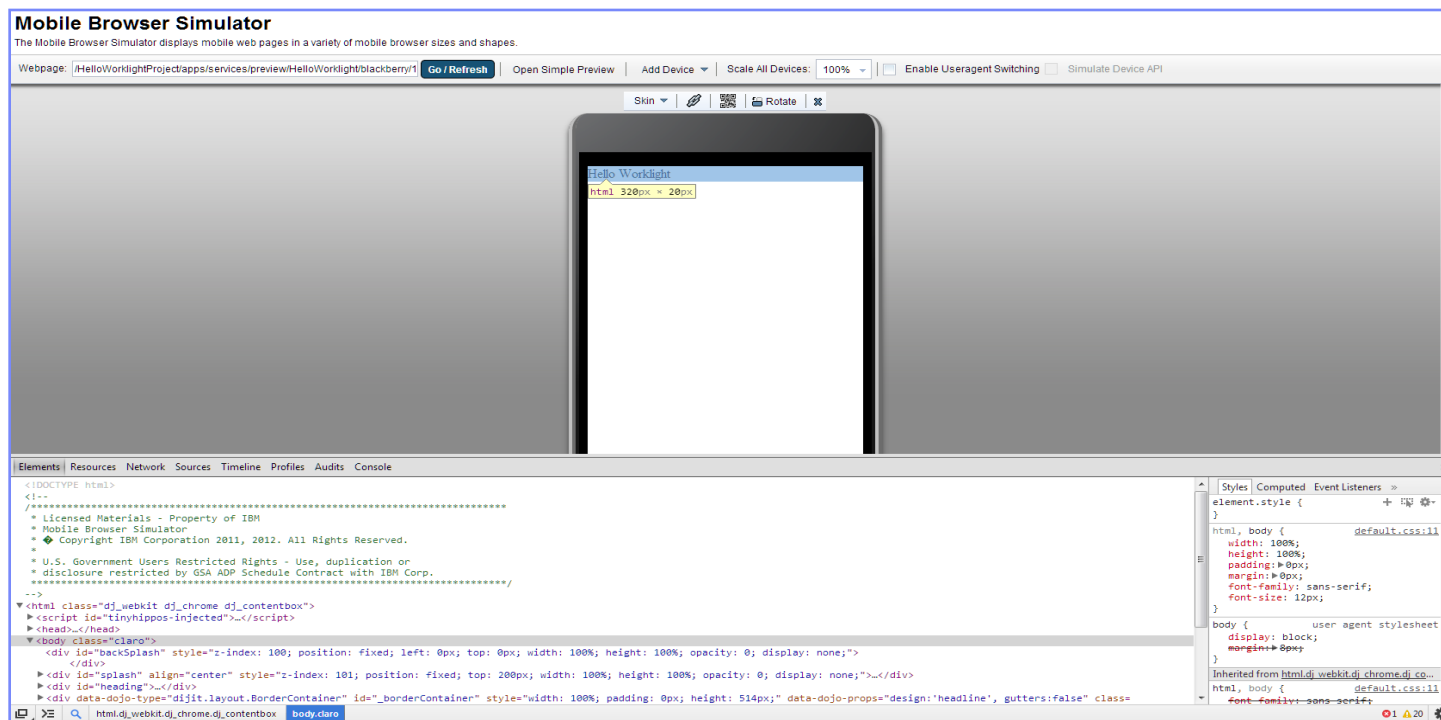 Mobile Browser Simulator
The Mobile Browser Simulator displays mobile web pages in a variety of mobile browser sizes and shapes.
Webpage: /HelloWorklightProject/apps/services/preview/HelloWorklight/blackberry/1 Go / Refresh Open Simple Preview Add Device Scale All Devices: 100% Enable Useragent Switching Simulate Device API
Skin Rotate
Hello Worklight
html 320px × 20px
Elements Resources Network Sources Timeline Profiles Audits Console
<!DOCTYPE html>
<!--
/*******************************************************************************
* Licensed Materials - Property of IBM
* Mobile Browser Simulator
* � Copyright IBM Corporation 2011, 2012. All Rights Reserved.
*
* U.S. Government Users Restricted Rights - Use, duplication or
* disclosure restricted by GSA ADP Schedule Contract with IBM Corp.
*******************************************************************************/
-->
▼<html class="dj_webkit dj_chrome dj_contentbox">
▶<script id="tinyhippos-injected">…</script>
▶<head>…</head>
▼<body class="claro">
<div id="backSplash" style="z-index: 100; position: fixed; left: 0px; top: 0px; width: 100%; height: 100%; opacity: 0; display: none;">
</div>
▶<div id="splash" align="center" style="z-index: 101; position: fixed; top: 200px; width: 100%; height: 100%; opacity: 0; display: none;">…</div>
▶<div id="heading">…</div>
▶<div data-dojo-type="dijit.layout.BorderContainer" id="_borderContainer" style="width: 100%; padding: 0px; height: 514px;" data-dojo-props="design:'headline', gutters:false" class=
html.dj_webkit.dj_chrome.dj_contentbox body.claro
Styles Computed Event Listeners »
element.style {
}
html, body { default.css:11
width: 100%;
height: 100%;
padding:▶0px;
margin:▶0px;
font-family: sans-serif;
font-size: 12px;
}
body { user agent stylesheet
display: block;
margin:▶8px;
}
Inherited from html.dj_webkit.dj_chrome.dj_co…
html, body { default.css:11
font-family: sans-serif;
1 20